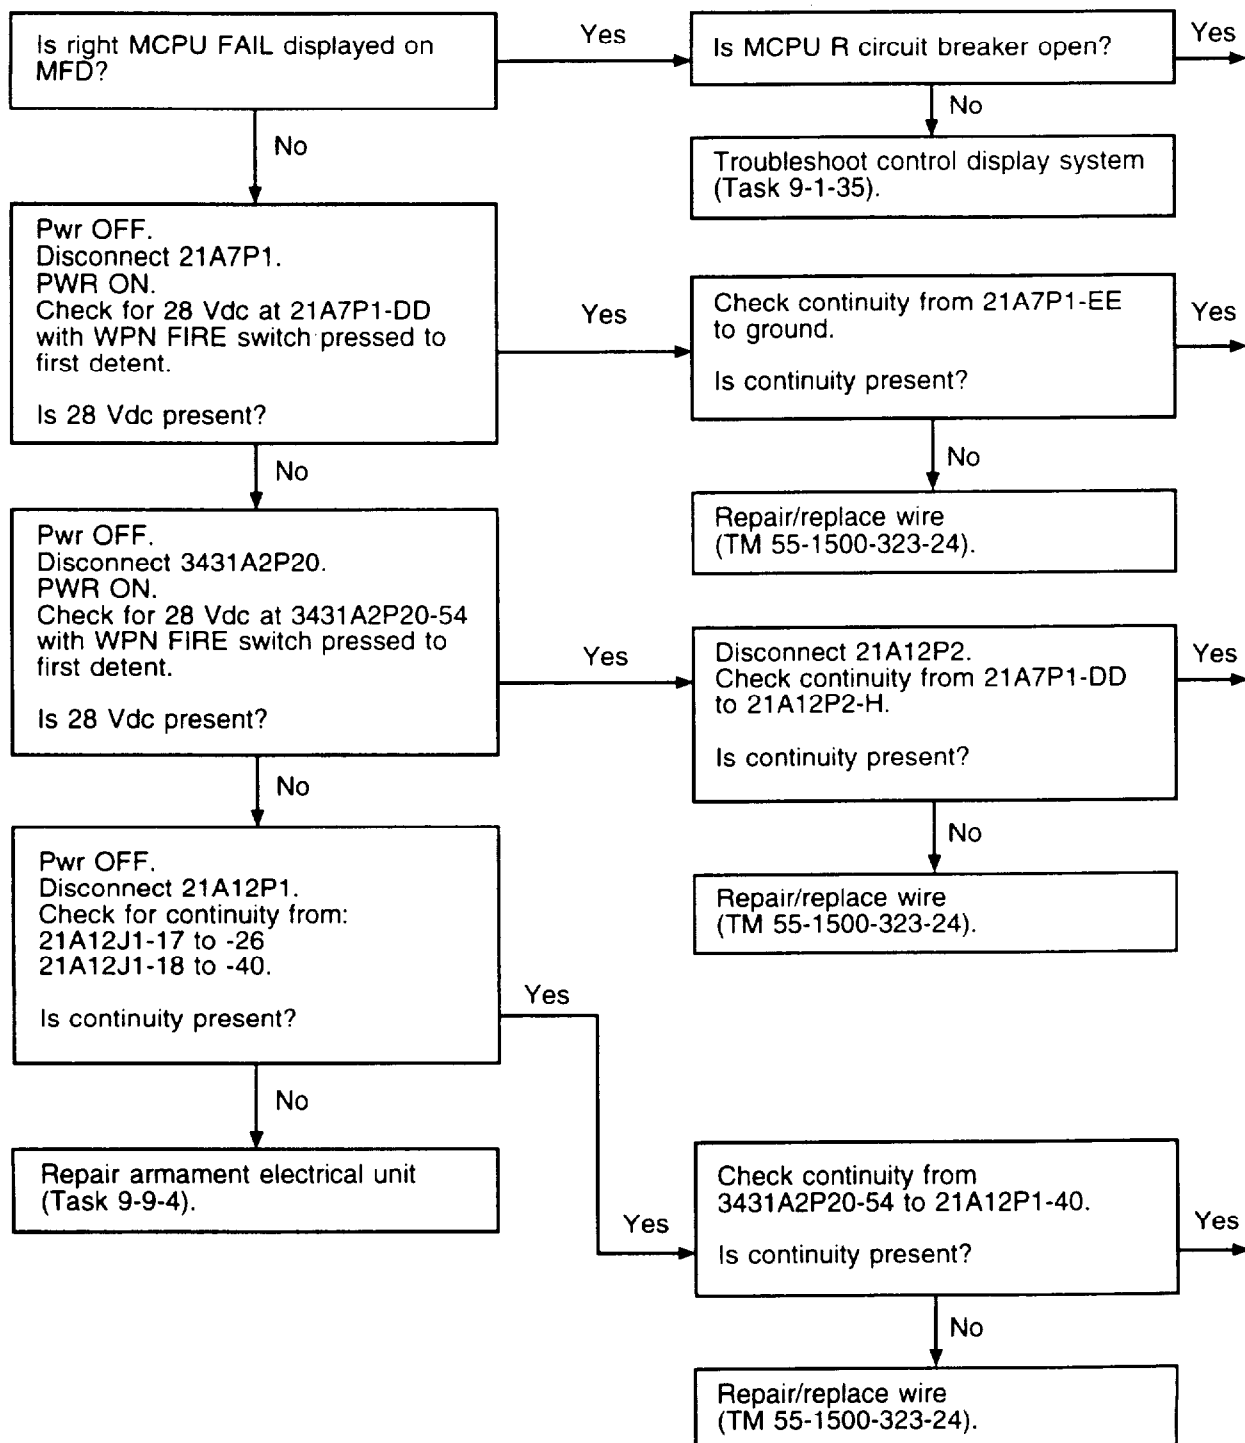 Is right MCPU FAIL displayed on
MFD?
Yes
Is MCPU R circuit breaker open?
Yes
No
No
Troubleshoot control display system
(Task 9-1-35).
Pwr OFF.
Disconnect 21A7P1.
PWR ON.
Check for 28 Vdc at 21A7P1-DD
with WPN FIRE switch pressed to
first detent.
Is 28 Vdc present?
Yes
Check continuity from 21A7P1-EE
to ground.
Is continuity present?
Yes
No
No
Repair/replace wire
(TM 55-1500-323-24).
Pwr OFF.
Disconnect 3431A2P20.
PWR ON.
Check for 28 Vdc at 3431A2P20-54
with WPN FIRE switch pressed to
first detent.
Is 28 Vdc present?
Yes
Disconnect 21A12P2.
Check continuity from 21A7P1-DD
to 21A12P2-H.
Is continuity present?
Yes
No
No
Repair/replace wire
(TM 55-1500-323-24).
Pwr OFF.
Disconnect 21A12P1.
Check for continuity from:
21A12J1-17 to -26
21A12J1-18 to -40.
Is continuity present?
Yes
No
Repair armament electrical unit
(Task 9-9-4).
Yes
Check continuity from
3431A2P20-54 to 21A12P1-40.
Is continuity present?
Yes
No
Repair/replace wire
(TM 55-1500-323-24).